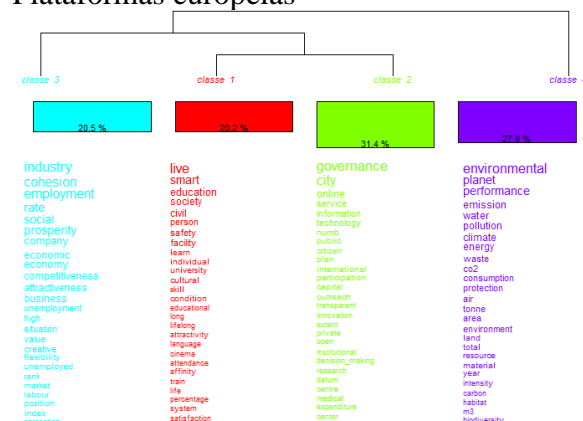 Plataformas europeias
classe 3
classe 1
classe 2
classe
20.5 %
20.2 %
31.4 %
27.9 %
industry
cohesion
employment
rate
social
prosperity
company
economic
economy
competitiveness
attractiveness
business
unemployment
high
situation
value
creative
flexibility
unemployed
rank
market
labour
position
index
live
smart
education
society
civil
person
safety
facility
learn
individual
university
cultural
skill
condition
educational
long
lifelong
attractivity
language
cinema
attendance
affinity
train
life
percentage
system
satisfaction
governance
city
online
service
information
technology
numb
public
citizen
plan
international
participation
capital
outreach
transparent
innovation
extent
private
open
institutional
decision_making
research
datum
centre
medical
expenditure
center
environmental
planet
performance
emission
water
pollution
climate
energy
waste
co2
consumption
protection
air
tonne
area
environment
land
total
resource
material
year
intensity
carbon
habitat
m3
biodiversity